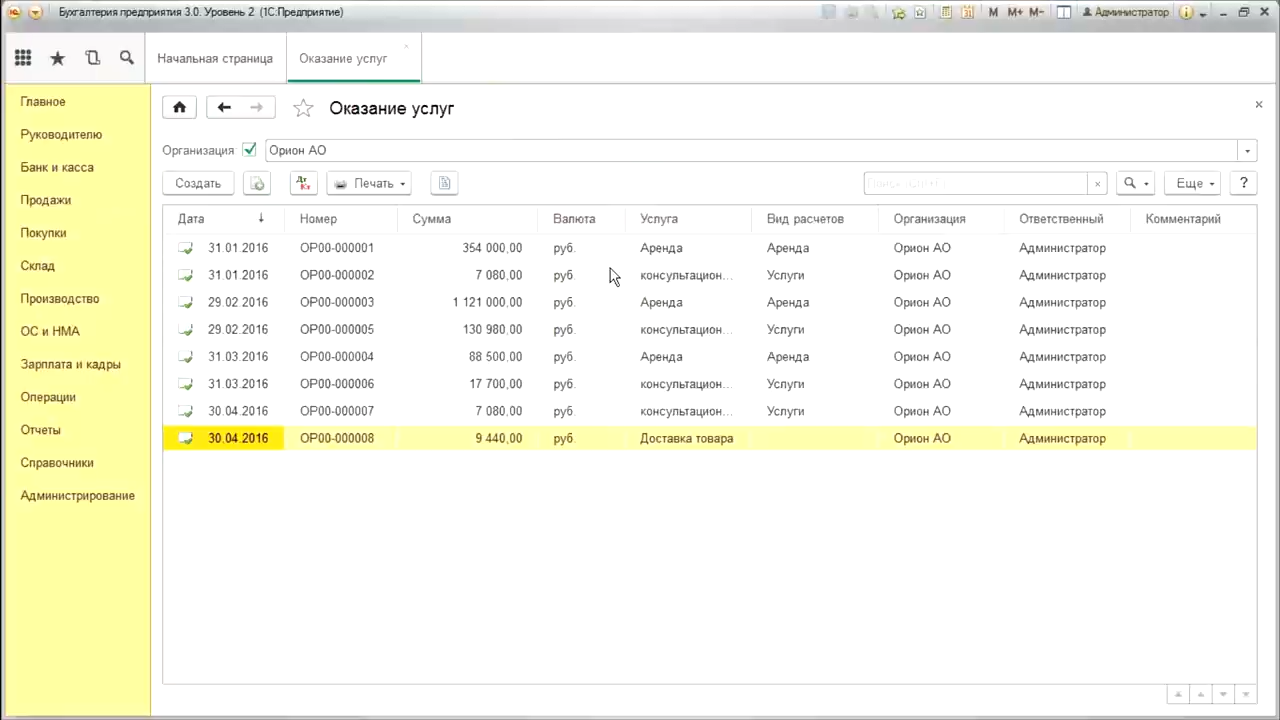 Бухгалтерия предприятия 3.0. Уровень 2 (1С:Предприятие) M M+ M- Администратор
Начальная страница Оказание услуг
Главное
Руководителю
Банк и касса
Продажи
Покупки
Склад
Производство
ОС и НМА
Зарплата и кадры
Операции
Отчеты
Справочники
Администрирование
Оказание услуг
Организация Орион АО
Создать Дт Кт Печать Еще ?
Дата Номер Сумма Валюта Услуга Вид расчетов Организация Ответственный Комментарий
31.01.2016 ОР00-000001 354 000,00 руб. Аренда Аренда Орион АО Администратор
31.01.2016 ОР00-000002 7 080,00 руб. консультацион... Услуги Орион АО Администратор
29.02.2016 ОР00-000003 1 121 000,00 руб. Аренда Аренда Орион АО Администратор
29.02.2016 ОР00-000005 130 980,00 руб. консультацион... Услуги Орион АО Администратор
31.03.2016 ОР00-000004 88 500,00 руб. Аренда Аренда Орион АО Администратор
31.03.2016 ОР00-000006 17 700,00 руб. консультацион... Услуги Орион АО Администратор
30.04.2016 ОР00-000007 7 080,00 руб. консультацион... Услуги Орион АО Администратор
30.04.2016 ОР00-000008 9 440,00 руб. Доставка товара Орион АО Администратор